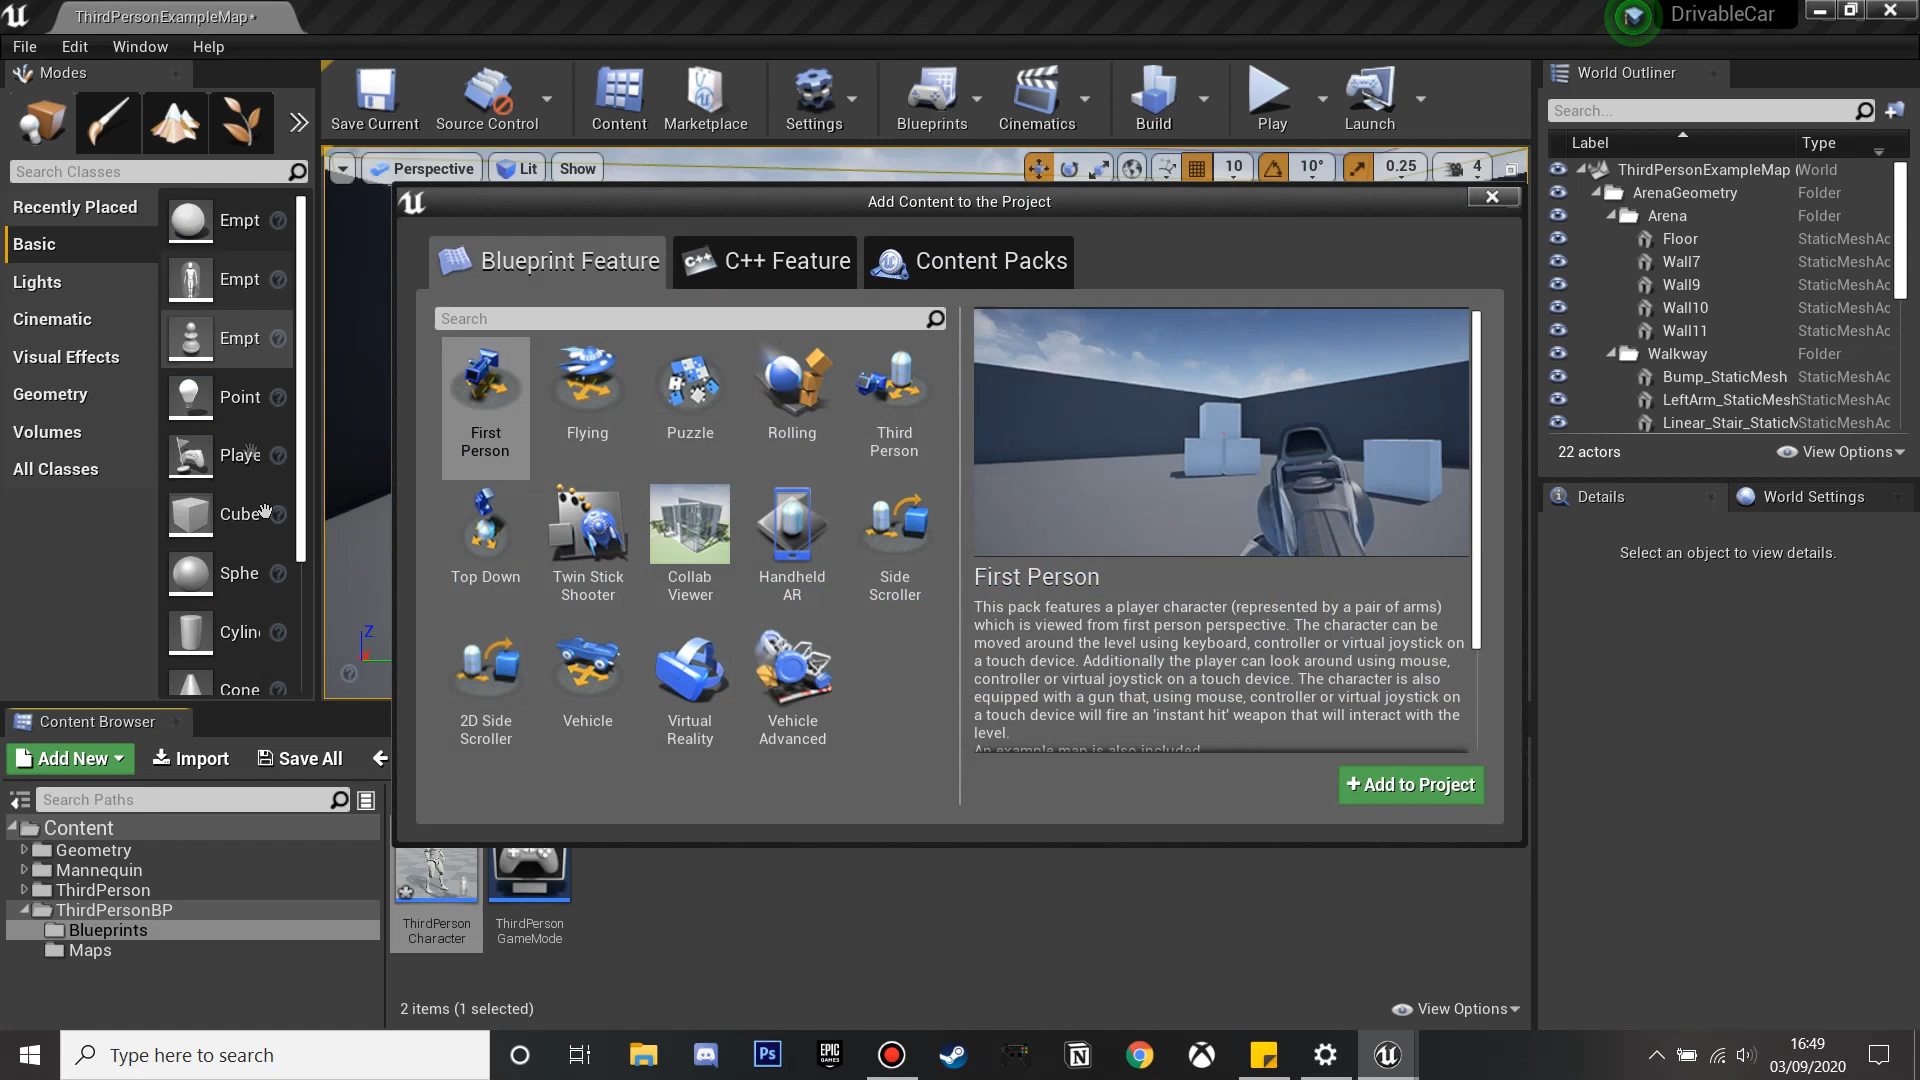 ThirdPersonExampleMap*
DrivableCar
File
Edit
Window
Help
Modes
World Outliner
Save Current
Source Control
Content
Marketplace
Settings
Blueprints
Cinematics
Build
Play
Launch
Search...
Label
Type
Search Classes
Perspective
Lit
Show
10
10°
0.25
4
ThirdPersonExampleMap (World
ArenaGeometry Folder
Arena Folder
Floor StaticMeshAc
Wall7 StaticMeshAc
Wall9 StaticMeshAc
Wall10 StaticMeshAc
Wall11 StaticMeshAc
Walkway Folder
Bump_StaticMesh StaticMeshAc
LeftArm_StaticMesh StaticMeshAc
Linear_Stair_StaticM StaticMeshAc
22 actors
View Options
Recently Placed
Basic
Lights
Cinematic
Visual Effects
Geometry
Volumes
All Classes
Empt
Empt
Empt
Point
Playe
Cube
Sphe
Cylin
Cone
Add Content to the Project
Blueprint Feature
C++ Feature
Content Packs
Search
First
Person
Flying
Puzzle
Rolling
Third
Person
Top Down
Twin Stick
Shooter
Collab
Viewer
Handheld
AR
Side
Scroller
2D Side
Scroller
Vehicle
Virtual
Reality
Vehicle
Advanced
First Person
This pack features a player character (represented by a pair of arms)
which is viewed from first person perspective. The character can be
moved around the level using keyboard, controller or virtual joystick on
a touch device. Additionally the player can look around using mouse,
controller or virtual joystick on a touch device. The character is also
equipped with a gun that, using mouse, controller or virtual joystick on
a touch device will fire an 'instant hit' weapon that will interact with the
level.
An example map is also included
+ Add to Project
Details
World Settings
Select an object to view details.
Z
Content Browser
Add New
Import
Save All
Search Paths
Content
Geometry
Mannequin
ThirdPerson
ThirdPersonBP
Blueprints
Maps
ThirdPerson
Character
ThirdPerson
GameMode
2 items (1 selected)
View Options
Type here to search
Ps
EPIC
GAMES
16:49
03/09/2020